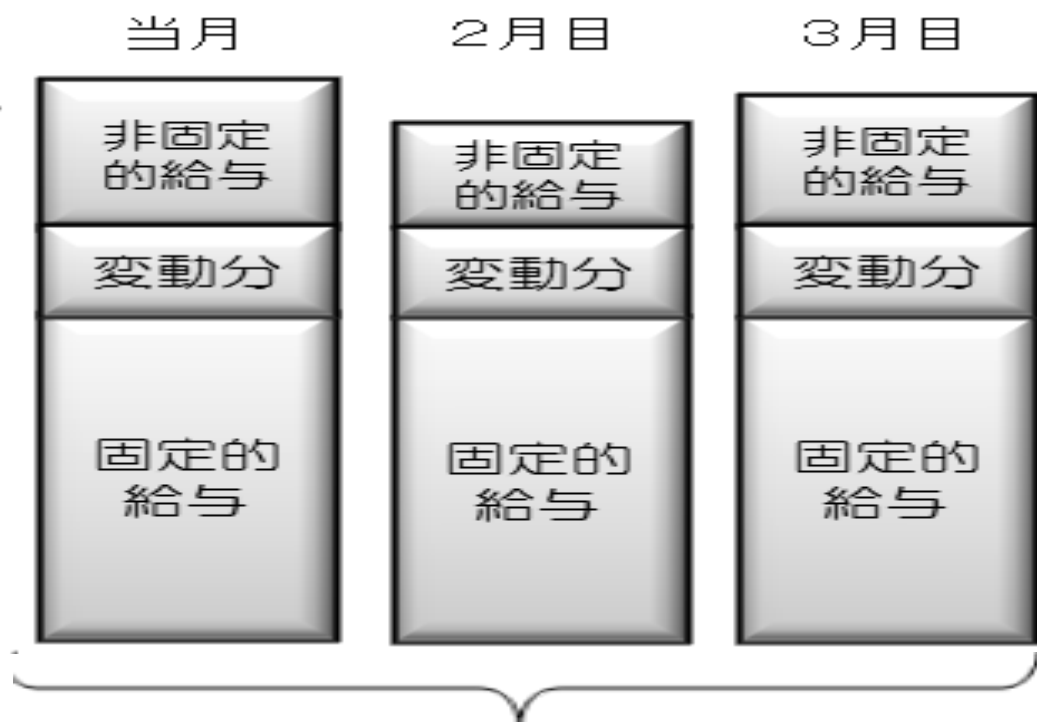 当月
2月目
3月目
非固定
的給与
変動分
固定的
給与
非固定
的給与
変動分
固定的
給与
非固定
的給与
変動分
固定的
給与